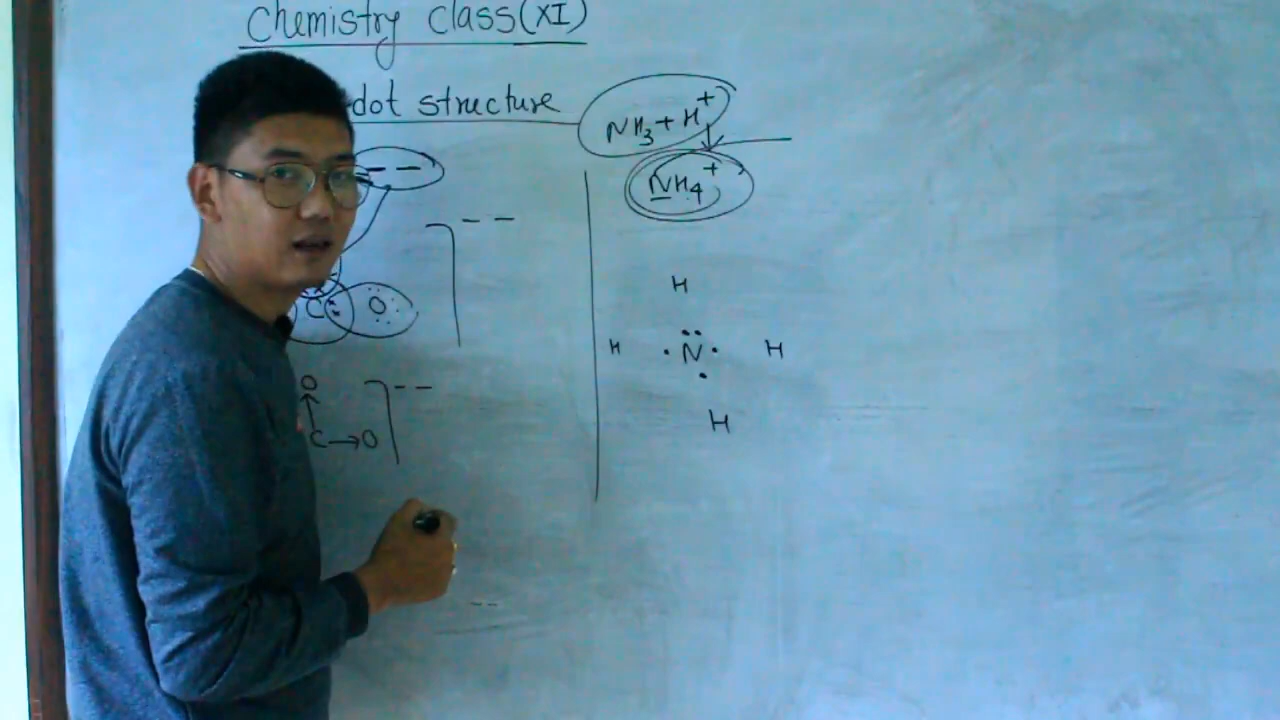 Chemistry class(XI)
dot structure
NH₃ + H⁺
NH₄⁺
--
--
C O
H
H N H
H
O
C→O
--